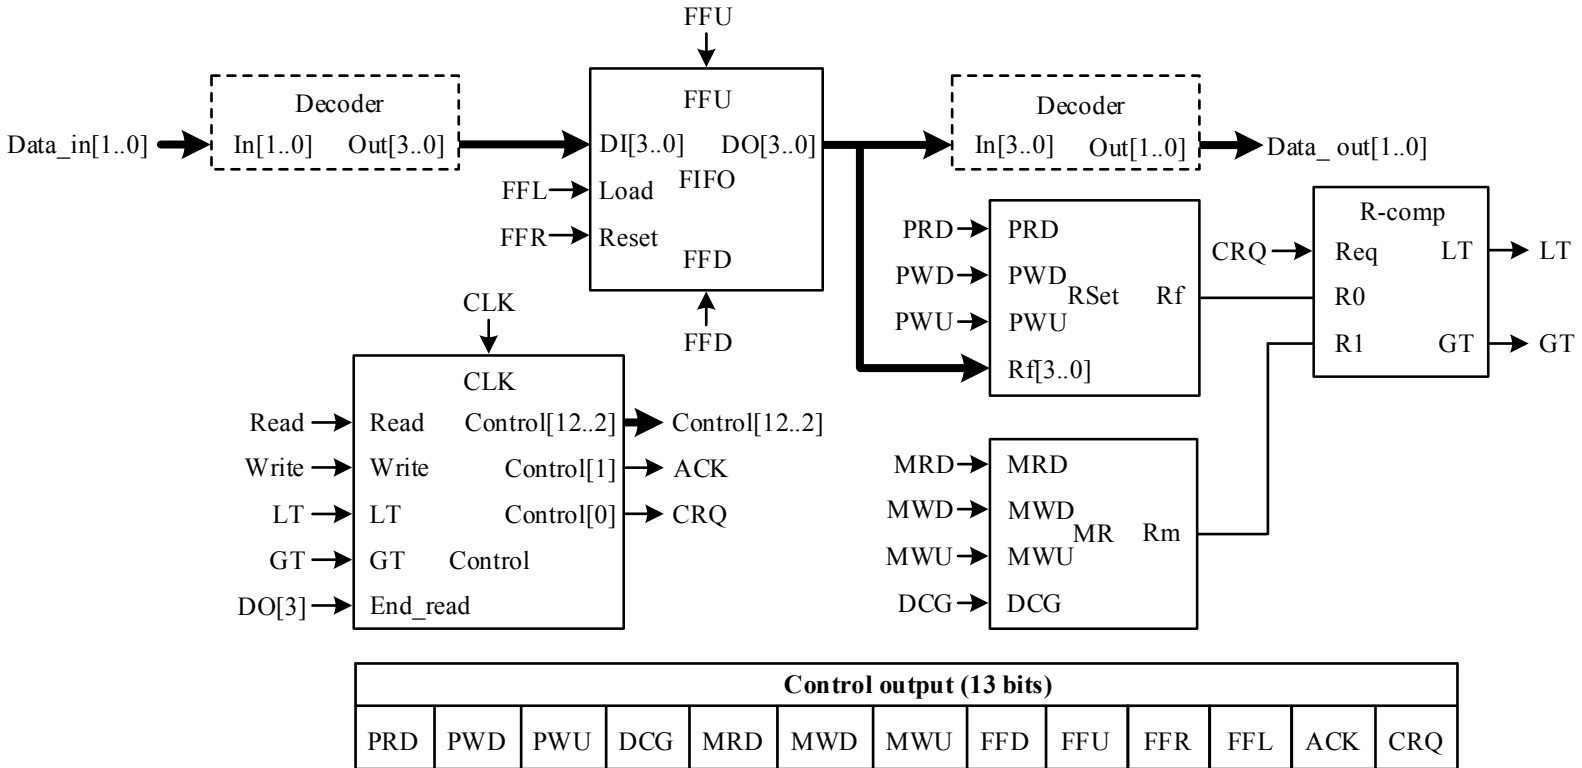 FFU
Decoder
In[1..0] Out[3..0]
Data_in[1..0]
FFU
DI[3..0] DO[3..0]
FIFO
FFL Load
FFR Reset
FFD
FFD
Decoder
In[3..0] Out[1..0]
Data_ out[1..0]
PRD PRD
PWD PWD
RSet Rf
PWU PWU
Rf[3..0]
R-comp
CRQ Req LT LT
R0
R1 GT GT
CLK
CLK
Read Read Control[12..2] Control[12..2]
Write Write Control[1] ACK
LT LT Control[0] CRQ
GT GT Control
DO[3] End_read
MRD MRD
MWD MWD
MR Rm
MWU MWU
DCG DCG
Control output (13 bits)
PRD PWD PWU DCG MRD MWD MWU FFD FFU FFR FFL ACK CRQ